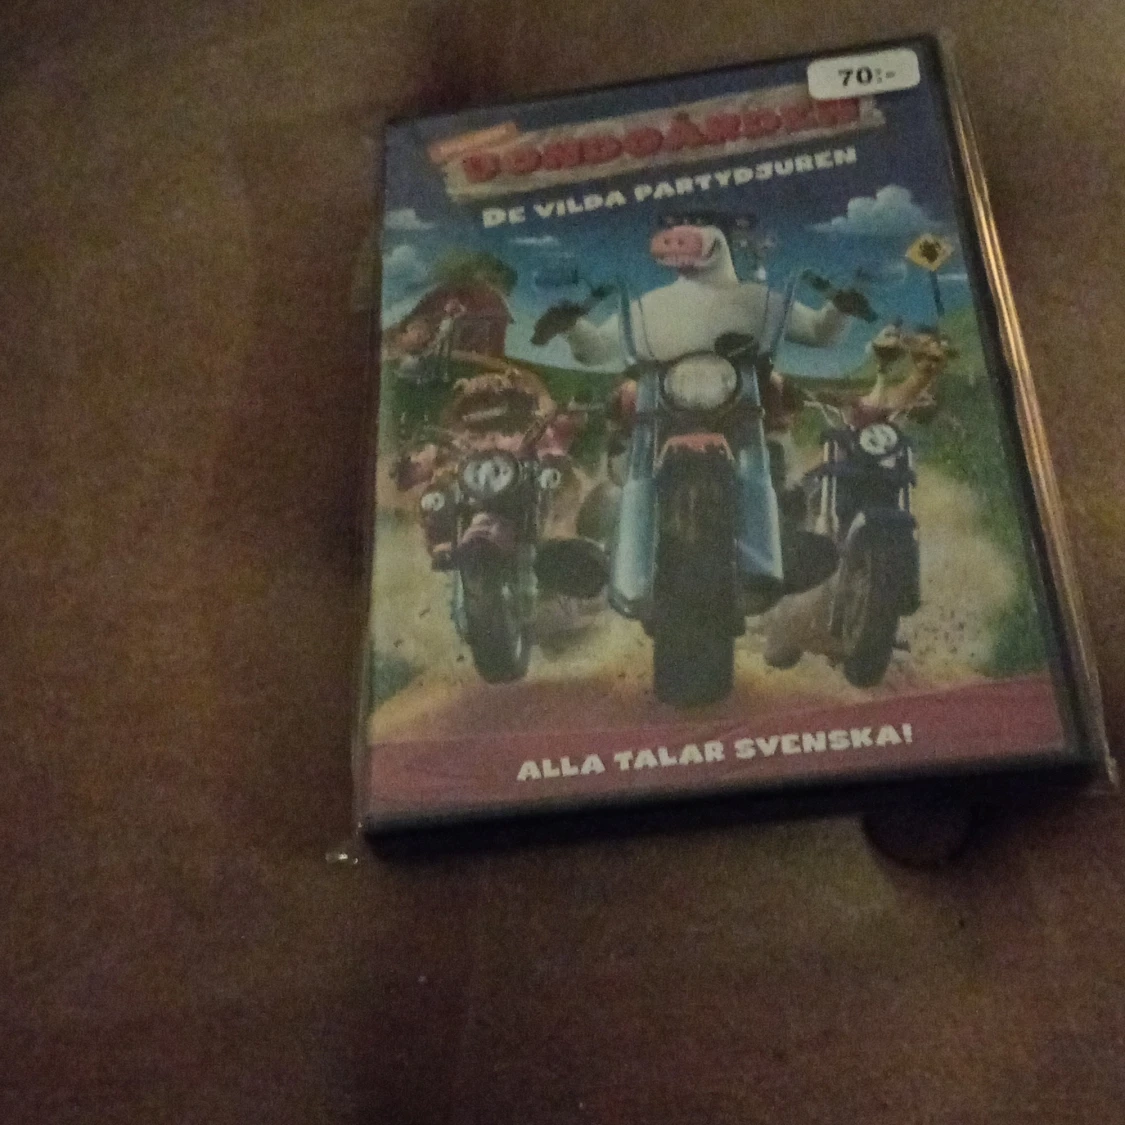 70:-
BONDGÅRDEN
DE VILDA PARTYDJUREN
ALLA TALAR SVENSKA!